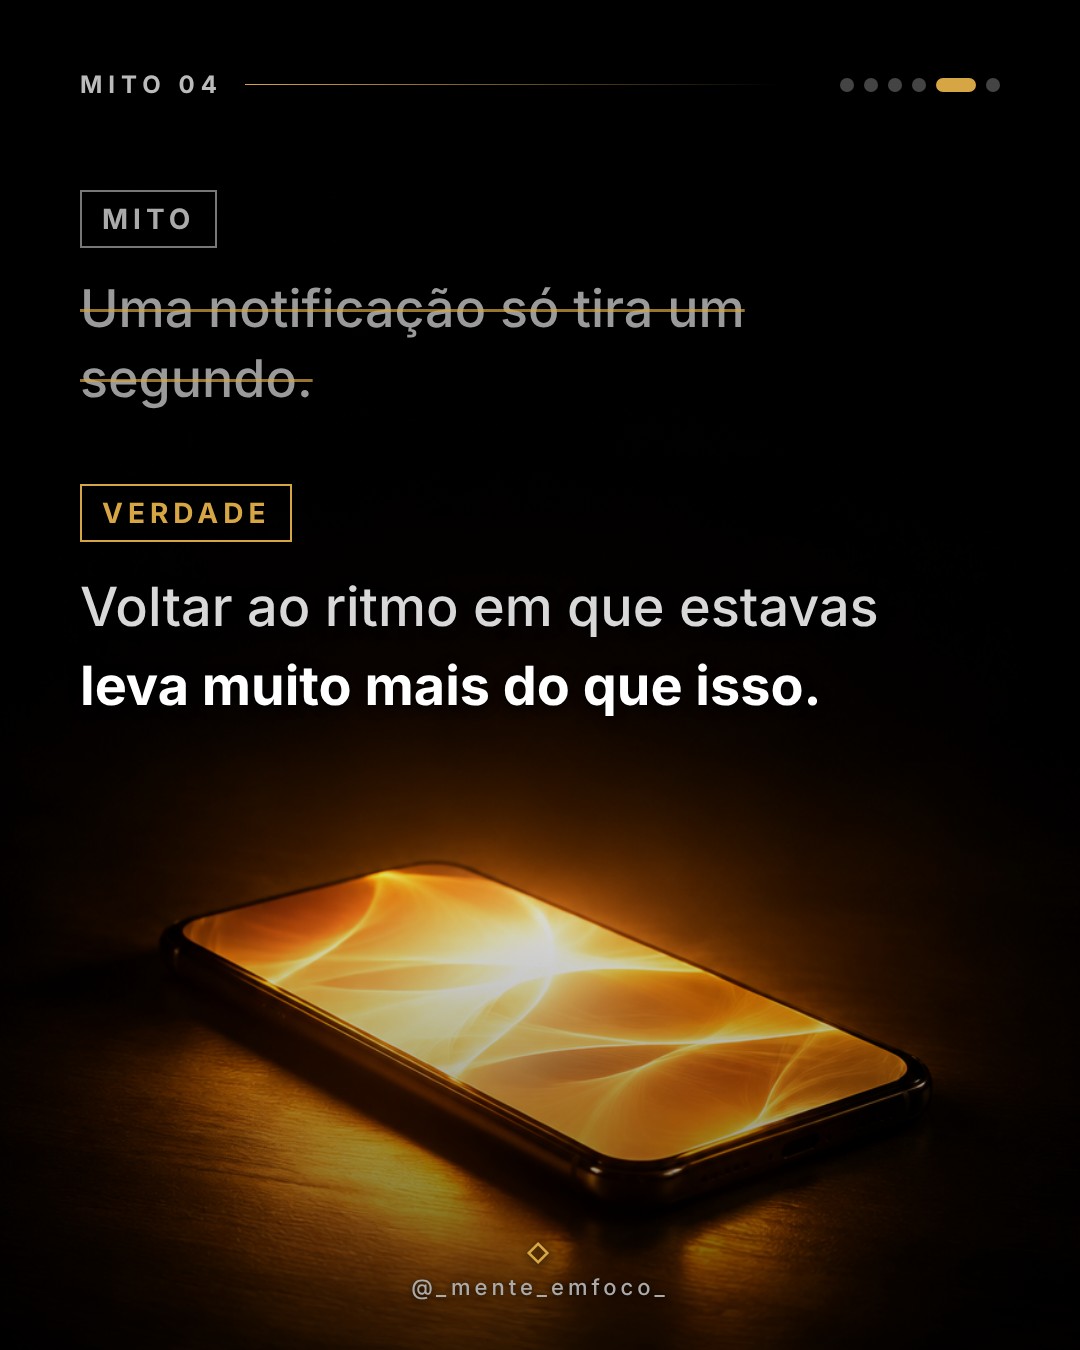 MITO 04
MITO
Uma notificação só tira um
segundo.
VERDADE
Voltar ao ritmo em que estavas
leva muito mais do que isso.
@_mente_emfoco_